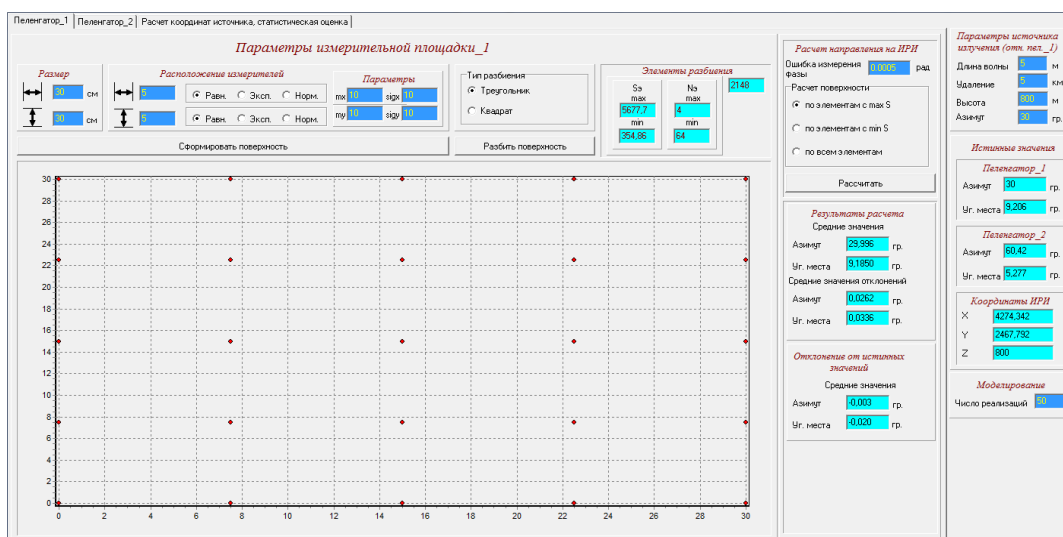 Пеленгатор_1 Пеленгатор_2 Расчет координат источника, статистическая оценка
Параметры измерительной площадки_1
Размер
30 см
30 см
Расположение измерителей
5 Равн. Эксп. Норм.
5 Равн. Эксп. Норм.
Параметры
mx 10 sigx 10
my 10 sigy 10
Сформировать поверхность
Тип разбиения
Треугольник
Квадрат
Разбить поверхность
Элементы разбиения
Sэ
max
5677,7
min
354,86
Nэ
max
4
min
64
2148
30
28
26
24
22
20
18
16
14
12
10
8
6
4
2
0
0 2 4 6 8 10 12 14 16 18 20 22 24 26 28 30
Расчет направления на ИРИ
Ошибка измерения
фазы 0.0005 рад
Расчет поверхности
по элементам с max S
по элементам с min S
по всем элементам
Рассчитать
Результаты расчета
Средние значения
Азимут 29,996 гр.
Уг. места 9,1850 гр.
Средние значения отклонений
Азимут 0,0262 гр.
Уг. места 0,0336 гр.
Отклонение от истинных
значений
Средние значения
Азимут -0,003 гр.
Уг. места -0,020 гр.
Параметры источника
излучения (отн. пел._1)
Длина волны 5 м
Удаление 5 км
Высота 800 м
Азимут 30 гр.
Истинные значения
Пеленгатор_1
Азимут 30 гр.
Уг. места 9,206 гр.
Пеленгатор_2
Азимут 60,42 гр.
Уг. места 5,277 гр.
Координаты ИРИ
X 4274,342
Y 2467,792
Z 800
Моделирование
Число реализаций 50